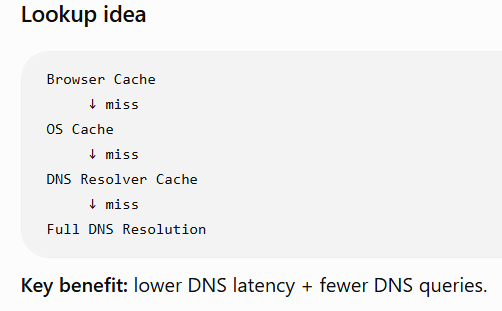 Lookup idea
Browser Cache
↓ miss
OS Cache
↓ miss
DNS Resolver Cache
↓ miss
Full DNS Resolution
Key benefit: lower DNS latency + fewer DNS queries.